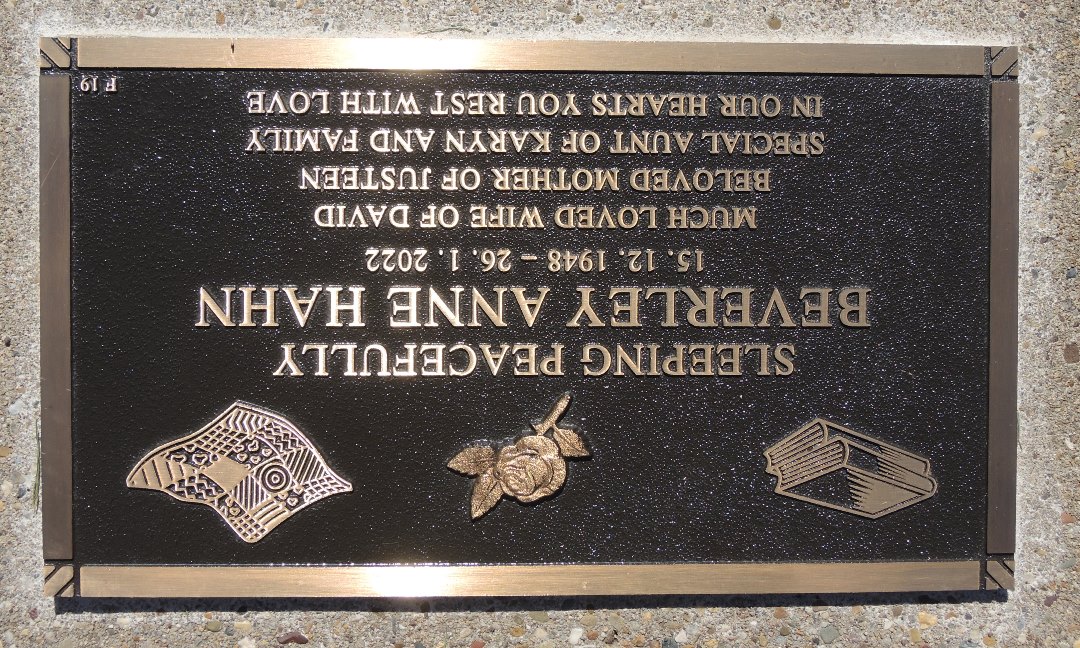 SLEEPING PEACEFULLY
BEVERLEY ANNE HAHN
15. 12. 1948 – 26. 1. 2022
MUCH LOVED WIFE OF DAVID
BELOVED MOTHER OF JUSTEEN
SPECIAL AUNT OF KARYN AND FAMILY
IN OUR HEARTS YOU REST WITH LOVE
F 19